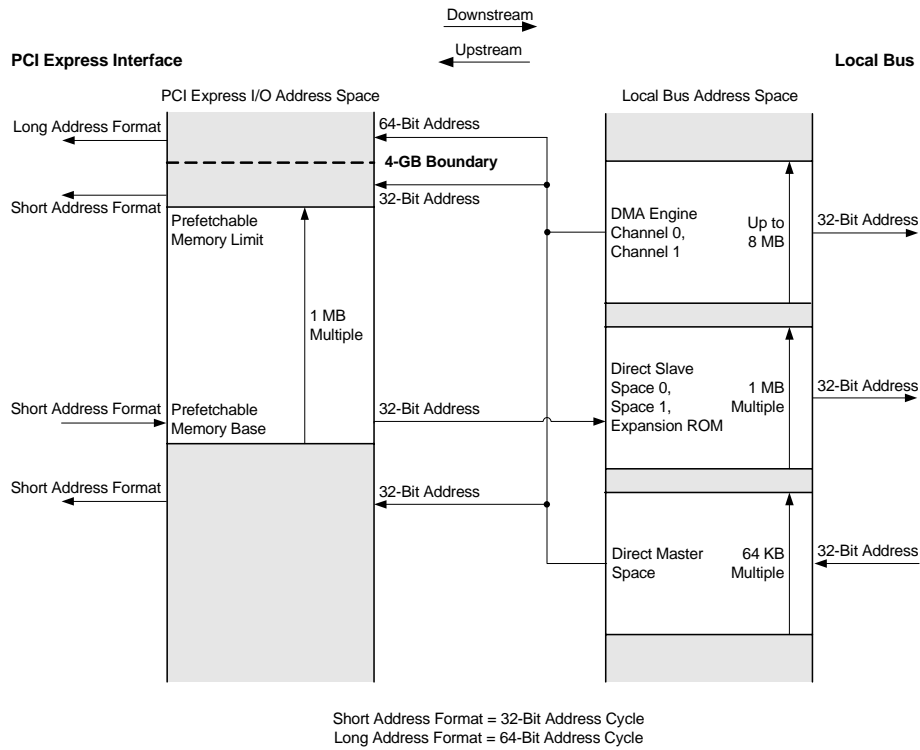 Downstream
Upstream
PCI Express Interface
Local Bus
PCI Express I/O Address Space
Local Bus Address Space
Long Address Format
64-Bit Address
4-GB Boundary
32-Bit Address
Short Address Format
Prefetchable
Memory Limit
1 MB
Multiple
DMA Engine
Channel 0,
Channel 1
Up to
8 MB
32-Bit Address
Short Address Format
Prefetchable
Memory Base
32-Bit Address
Direct Slave
Space 0,
Space 1,
Expansion ROM
1 MB
Multiple
32-Bit Address
Short Address Format
32-Bit Address
Direct Master
Space
64 KB
Multiple
32-Bit Address
Short Address Format = 32-Bit Address Cycle
Long Address Format = 64-Bit Address Cycle